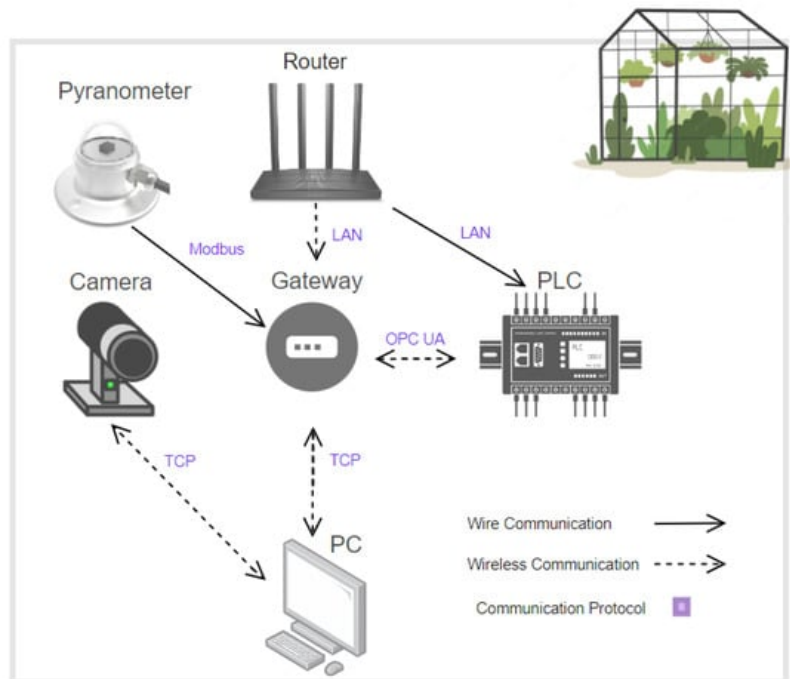 Router
Pyranometer
LAN
LAN
Modbus
Camera
Gateway
PLC
OPC UA
PLC
TCP
TCP
PC
Wire Communication
Wireless Communication
Communication Protocol